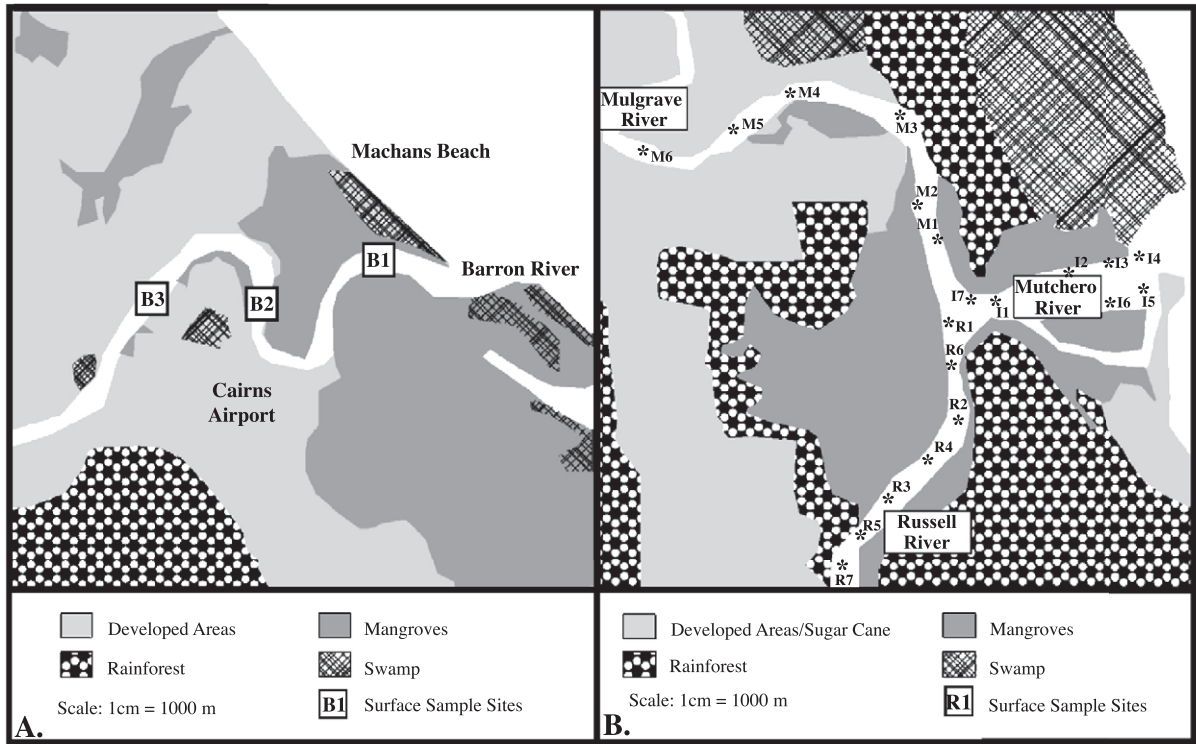 Machans Beach
Barron River
B1
B2
B3
Cairns
Airport
Developed Areas
Mangroves
Rainforest
Swamp
Scale: 1cm = 1000 m
B1
Surface Sample Sites
A.
Mulgrave
River
M4
M5
M3
M6
M2
M1
I2
I3
I4
Mutchero
River
I7
I1
I6
I5
R1
R6
R2
R4
R3
Russell
River
R5
R7
Developed Areas/Sugar Cane
Mangroves
Rainforest
Swamp
Scale: 1cm = 1000 m
R1
Surface Sample Sites
B.